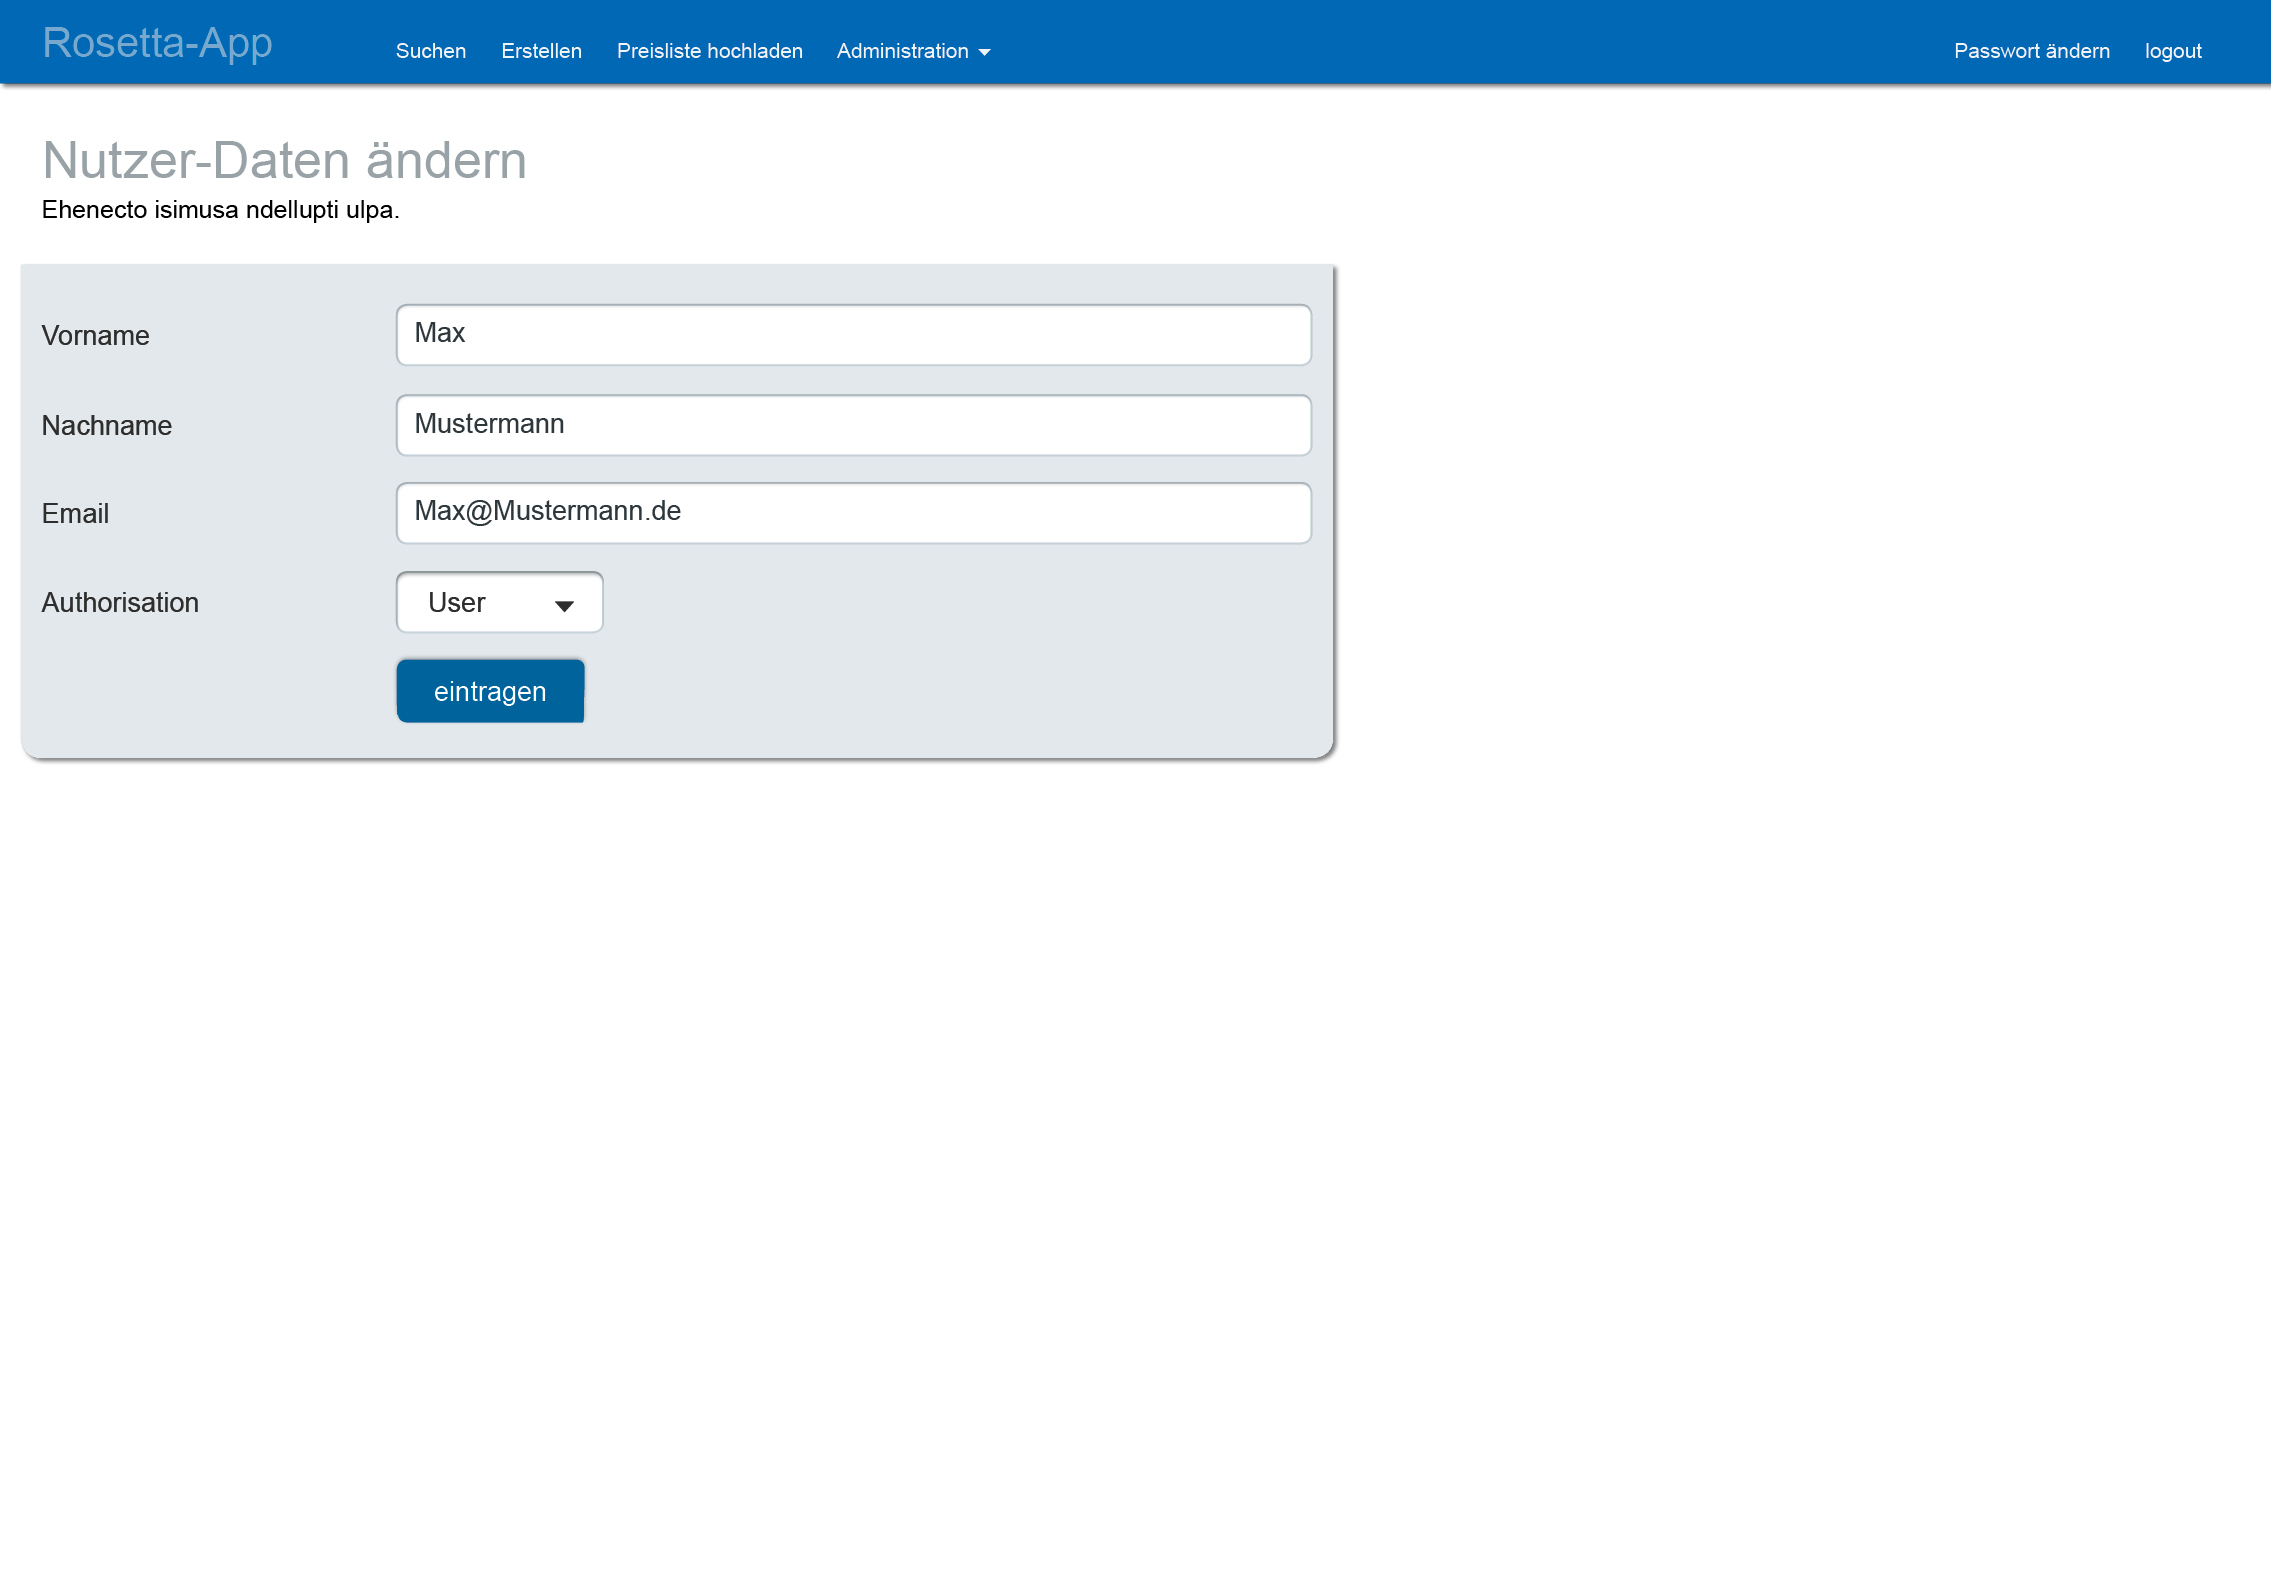 Rosetta-App Suchen Erstellen Preisliste hochladen Administration Passwort ändern logout
Nutzer-Daten ändern
Ehenecto isimusa ndellupti ulpa.
Vorname Max
Nachname Mustermann
Email Max@Mustermann.de
Authorisation User
eintragen